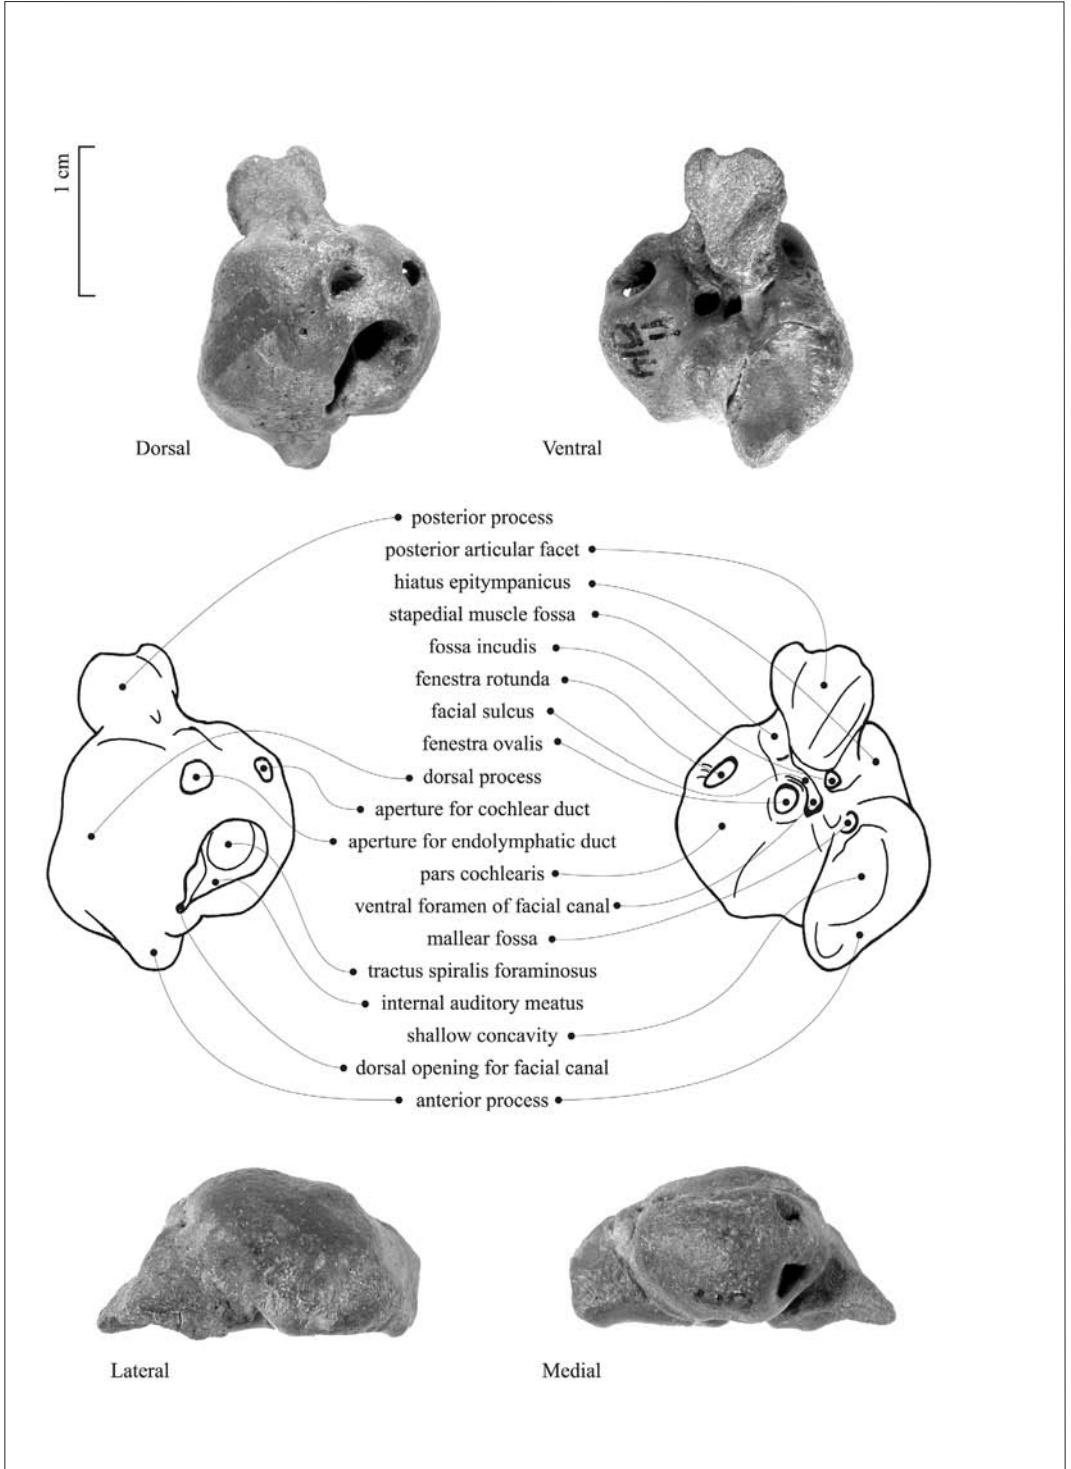 1 cm
Dorsal
Ventral
posterior process
posterior articular facet
hiatus epitympanicus
stapedial muscle fossa
fossa incudis
fenestra rotunda
facial sulcus
fenestra ovalis
dorsal process
aperture for cochlear duct
aperture for endolymphatic duct
pars cochlearis
ventral foramen of facial canal
mallear fossa
tractus spiralis foraminosus
internal auditory meatus
shallow concavity
dorsal opening for facial canal
anterior process
Lateral
Medial